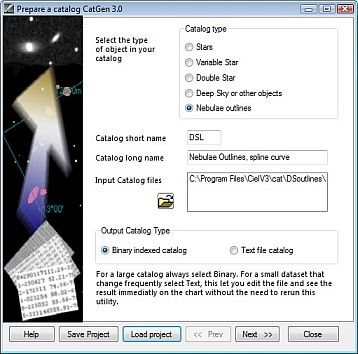 Prepare a catalog CatGen 3.0
Select the type
of object in your
catalog
Catalog type
Stars
Variable Star
Double Star
Deep Sky or other objects
Nebulae outlines
Catalog short name
DSL
Catalog long name
Nebulae Outlines, spline curve
Input Catalog files
C:\Program Files\CielV3\cat\DSoutlines\
Output Catalog Type
Binary indexed catalog
Text file catalog
For a large catalog always select Binary. For a small dataset that
change frequently select Text, this let you edit the file and see the
result immediatly on the chart without the need to rerun this
utility.
Help
Save Project
Load project
<< Prev
Next >>
Close